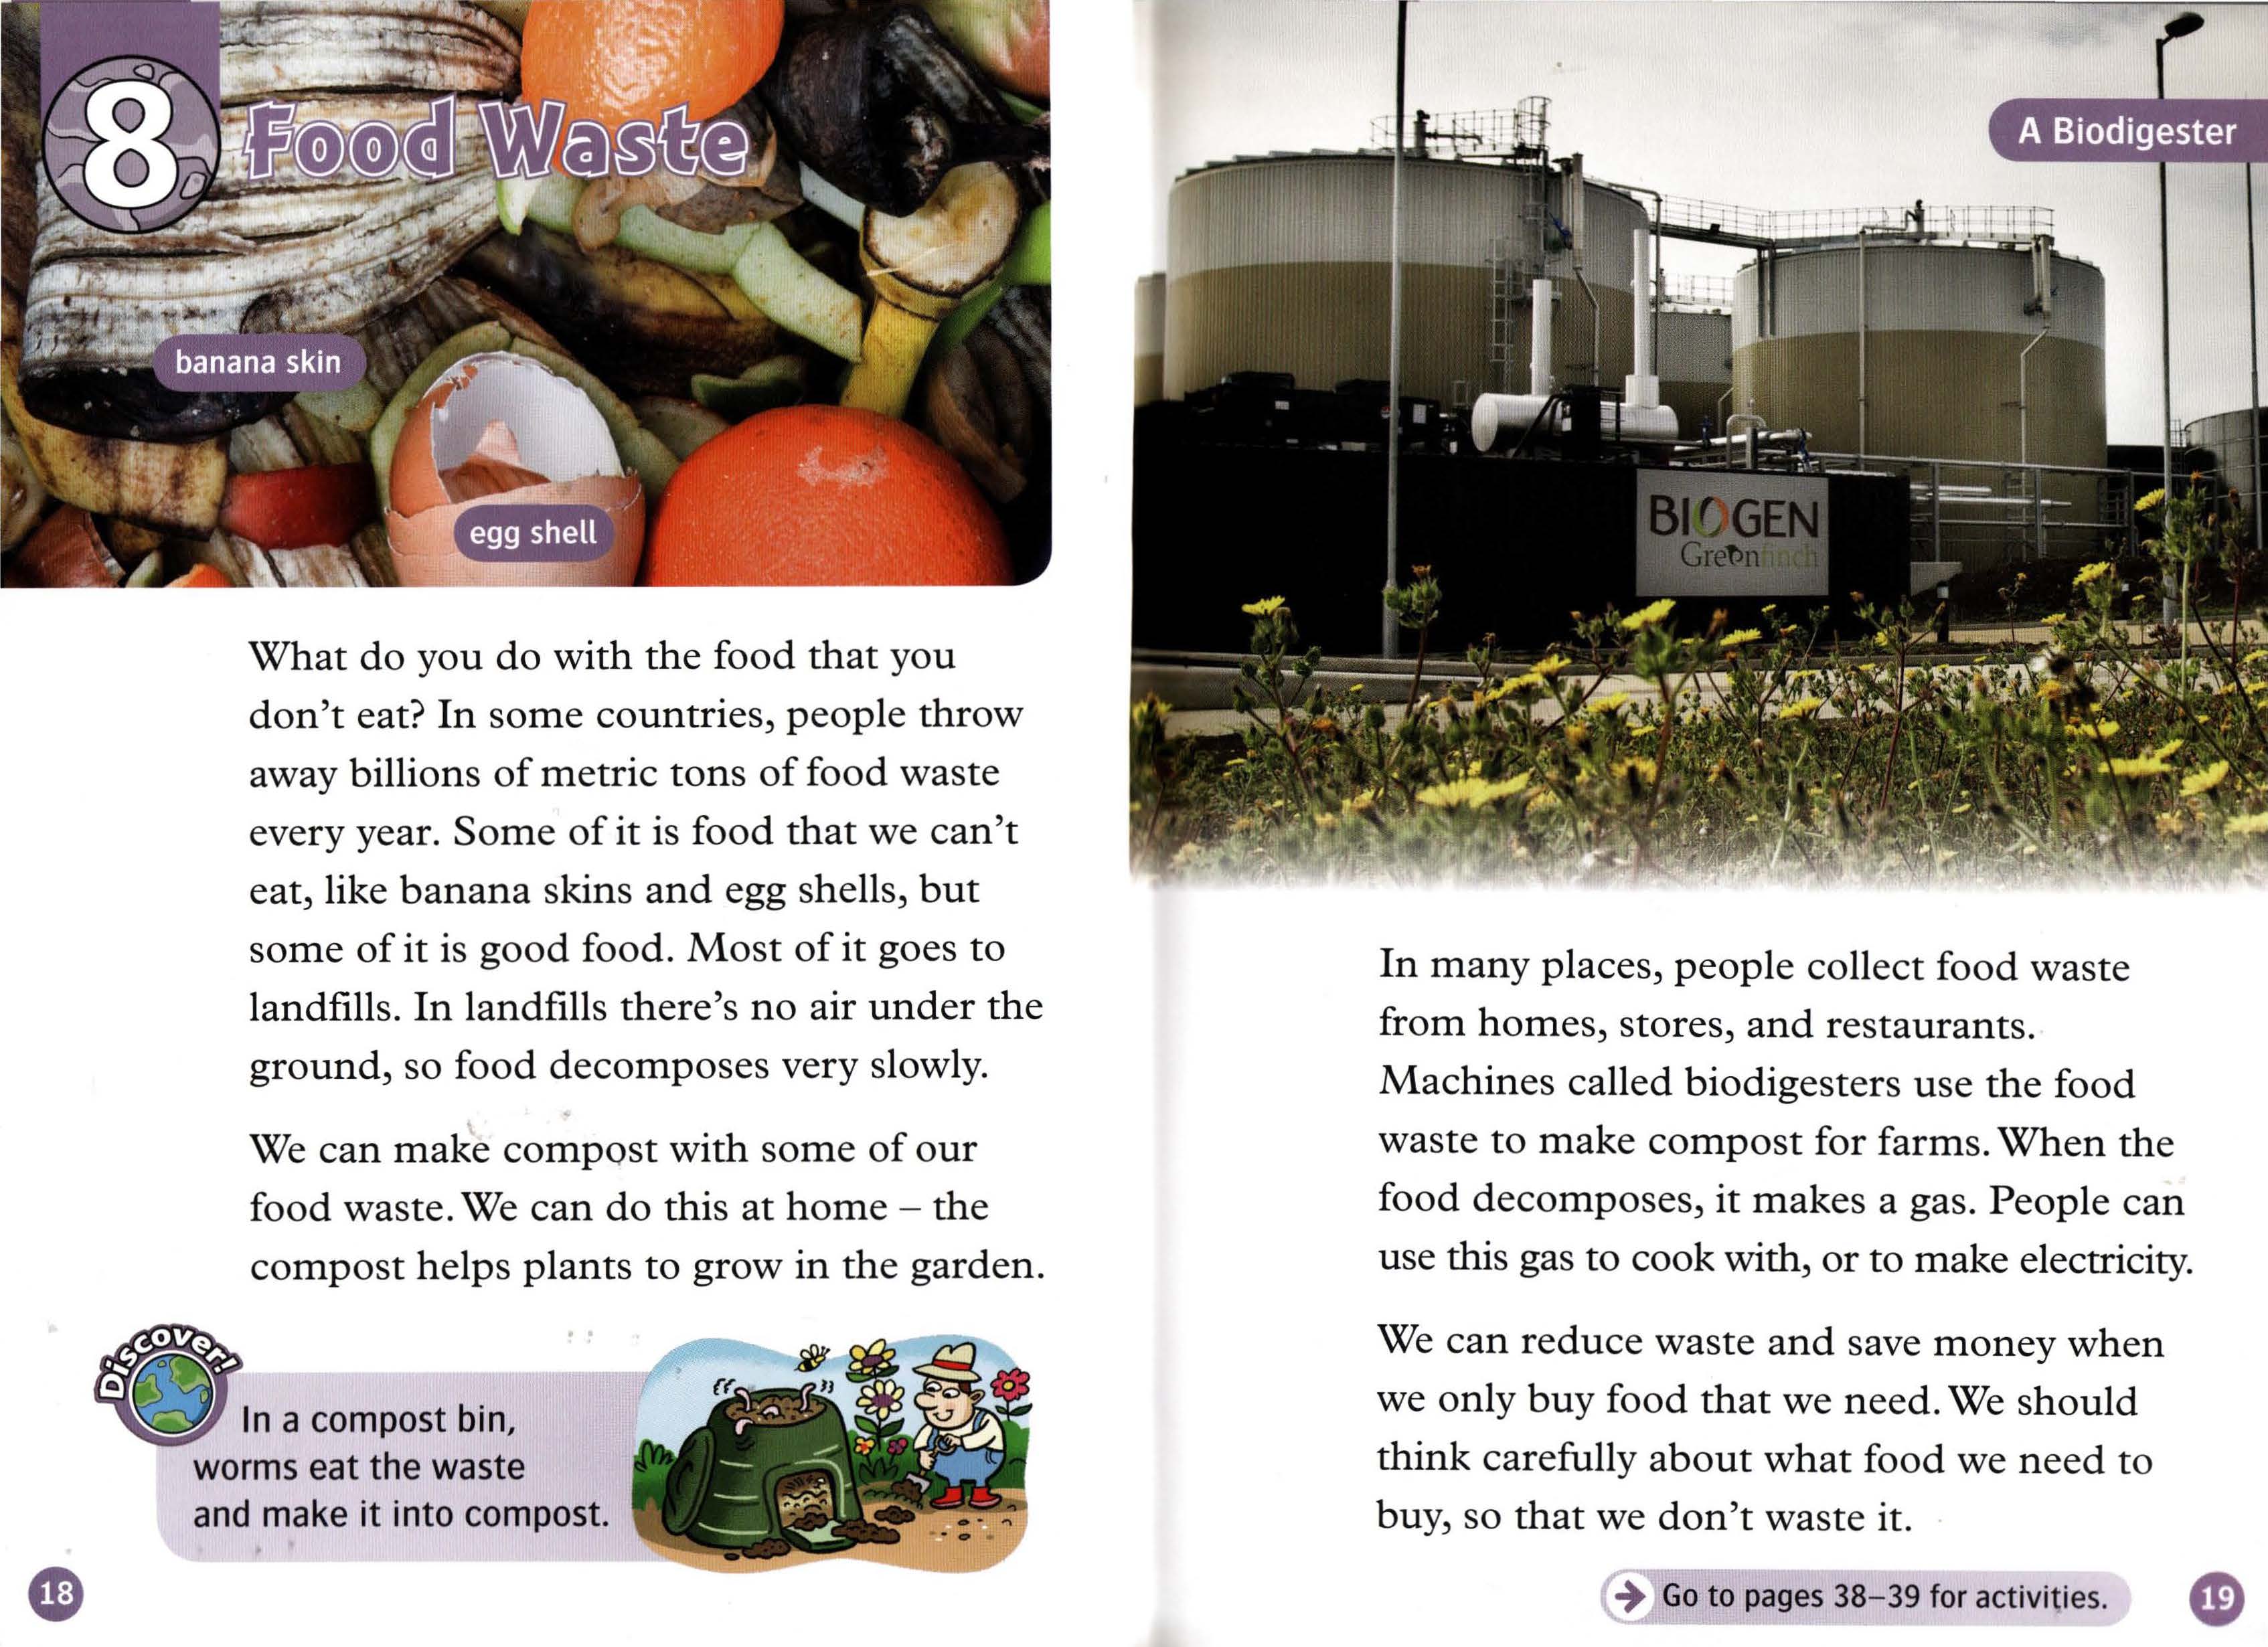 8
Food Waste
banana skin
egg shell
What do you do with the food that you
don't eat? In some countries, people throw
away billions of metric tons of food waste
every year. Some of it is food that we can't
eat, like banana skins and egg shells, but
some of it is good food. Most of it goes to
landfills. In landfills there's no air under the
ground, so food decomposes very slowly.
We can make compost with some of our
food waste. We can do this at home – the
compost helps plants to grow in the garden.
Discover!
In a compost bin,
worms eat the waste
and make it into compost.
18
A Biodigester
BIOGEN
Greenfinch
In many places, people collect food waste
from homes, stores, and restaurants.
Machines called biodigesters use the food
waste to make compost for farms. When the
food decomposes, it makes a gas. People can
use this gas to cook with, or to make electricity.
We can reduce waste and save money when
we only buy food that we need. We should
think carefully about what food we need to
buy, so that we don't waste it.
Go to pages 38–39 for activities.
19